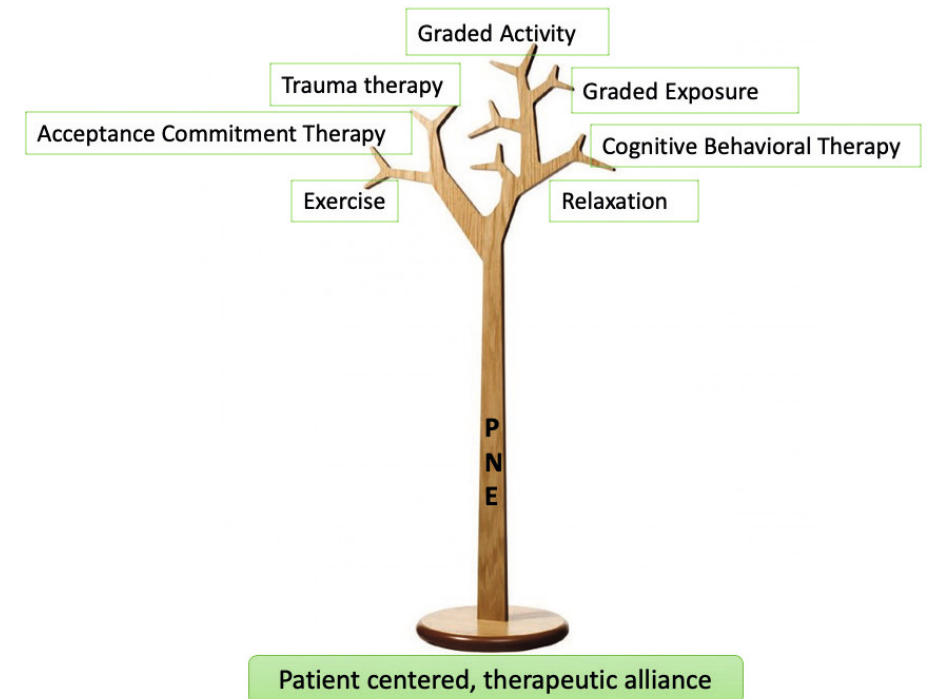 Graded Activity
Trauma therapy
Graded Exposure
Acceptance Commitment Therapy
Cognitive Behavioral Therapy
Exercise
Relaxation
P
N
E
Patient centered, therapeutic alliance